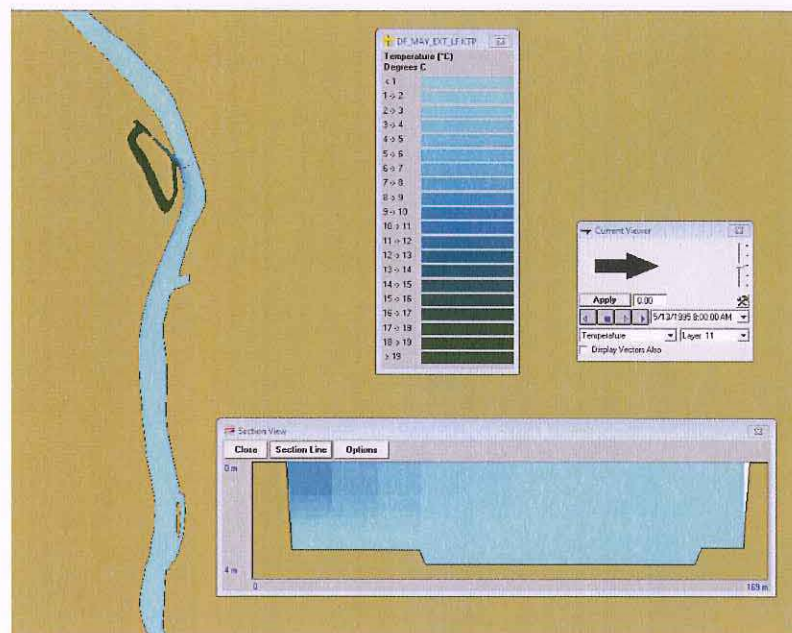 DF_MAY_EXT_LF.KTP
Temperature (°C)
Degrees C
< 1
1 -> 2
2 -> 3
3 -> 4
4 -> 5
5 -> 6
6 -> 7
7 -> 8
8 -> 9
9 -> 10
10 -> 11
11 -> 12
12 -> 13
13 -> 14
14 -> 15
15 -> 16
16 -> 17
17 -> 18
18 -> 19
> 19
Current Viewer
Apply 0.00
5/13/1995 8:00:00 AM
Temperature Layer 11
Display Vectors Also
Section View
Close Section Line Options
0 m
4 m
0 169 m